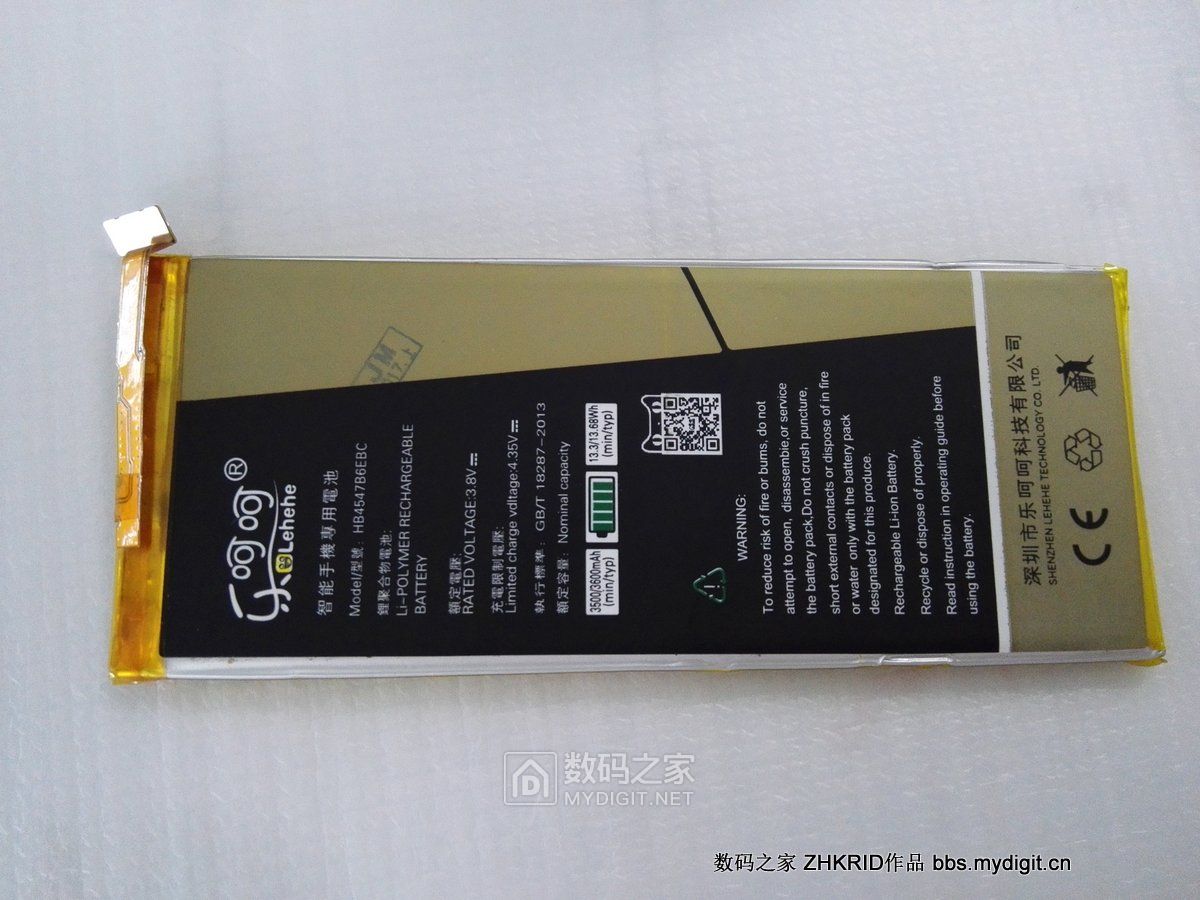 乐呵呵®
Lehehe
智能手機專用電池
Model/型號: HB4547B6EBC
鋰聚合物電池:
Li-POLYMER RECHARGEABLE
BATTERY
額定電壓:
RATED VOLTAGE:3.8V
充電限制電壓:
Limited charge vdltage:4.35V
執行標準: GB/T 18287-2013
額定容量: Nominal capacity
3500/3600mAh
(min/typ)
13.3/13.68Wh
(min/typ)
WARNING:
To reduce risk of fire or bums, do not
attempt to open, disassemble,or service
the battery pack,Do not crush puncture,
short external contacts or dispose of in fire
or water only with the battery pack
designated for this produce.
Rechargeable Li-ion Battery.
Recycle or dispose of properly.
Read instruction in operating guide before
using the battery.
深圳市乐呵呵科技有限公司
SHENZHEN LEHEHE TECHNOLOGY CO. LTD.
CE
JM
数码之家
MYDIGIT.NET
数码之家 ZHKRID作品 bbs.mydigit.cn